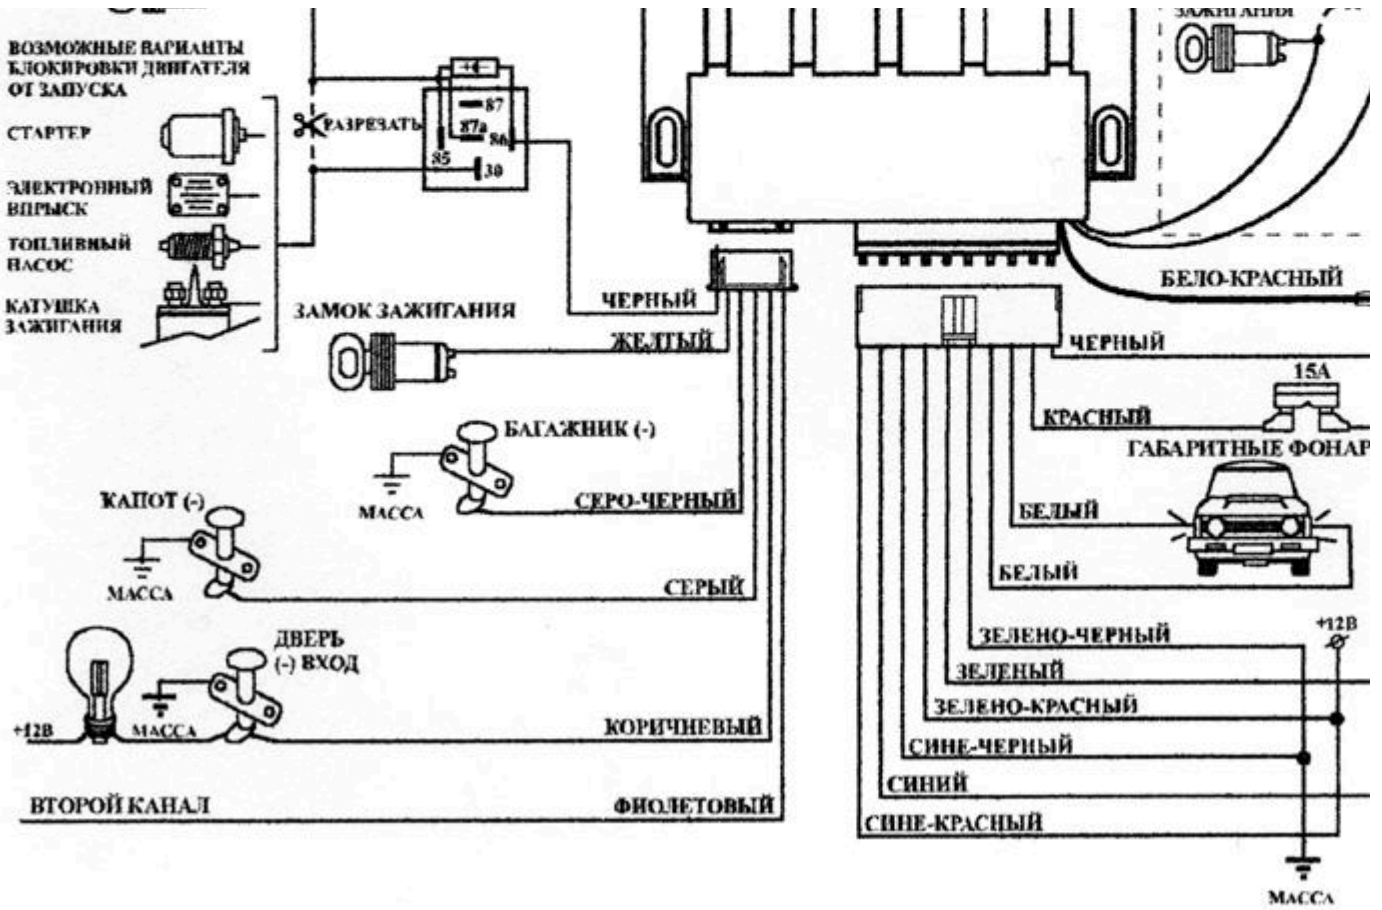 ВОЗМОЖНЫЕ ВАРИАНТЫ
БЛОКИРОВКИ ДВИГАТЕЛЯ
ОТ ЗАПУСКА
СТАРТЕР
ЭЛЕКТРОННЫЙ
ВПРЫСК
ТОПЛИВНЫЙ
НАСОС
КАТУШКА
ЗАЖИГАНИЯ
РАЗРЕЗАТЬ
87
87a
86
85
30
ЗАЖИГАНИЯ
БЕЛО-КРАСНЫЙ
ЧЕРНЫЙ
ЗАМОК ЗАЖИГАНИЯ
ЖЕЛТЫЙ
ЧЕРНЫЙ
15А
КРАСНЫЙ
ГАБАРИТНЫЕ ФОНАР
БАГАЖНИК (-)
МАССА
СЕРО-ЧЕРНЫЙ
БЕЛЫЙ
КАПОТ (-)
МАССА
СЕРЫЙ
БЕЛЫЙ
+12В
ДВЕРЬ
(-) ВХОД
ЗЕЛЕНО-ЧЕРНЫЙ
ЗЕЛЕНЫЙ
ЗЕЛЕНО-КРАСНЫЙ
+12В
МАССА
КОРИЧНЕВЫЙ
СИНЕ-ЧЕРНЫЙ
СИНИЙ
ВТОРОЙ КАНАЛ
ФИОЛЕТОВЫЙ
СИНЕ-КРАСНЫЙ
МАССА